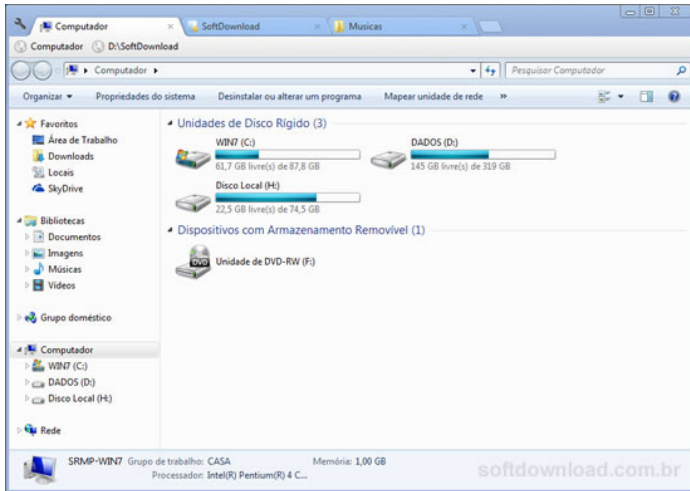 Computador SoftDownload Musicas
Computador D:\SoftDownload
Computador Pesquisar Computador
Organizar Propriedades do sistema Desinstalar ou alterar um programa Mapear unidade de rede »
Favoritos
Área de Trabalho
Downloads
Locais
SkyDrive
Bibliotecas
Documentos
Imagens
Músicas
Vídeos
Grupo doméstico
Computador
WIN7 (C:)
DADOS (D:)
Disco Local (H:)
Rede
Unidades de Disco Rígido (3)
WIN7 (C:)
61,7 GB livre(s) de 87,8 GB
DADOS (D:)
145 GB livre(s) de 319 GB
Disco Local (H:)
22,5 GB livre(s) de 74,5 GB
Dispositivos com Armazenamento Removível (1)
DVD
Unidade de DVD-RW (F:)
SRMP-WIN7 Grupo de trabalho: CASA Memória: 1,00 GB
Processador: Intel(R) Pentium(R) 4 C...
softdownload.com.br